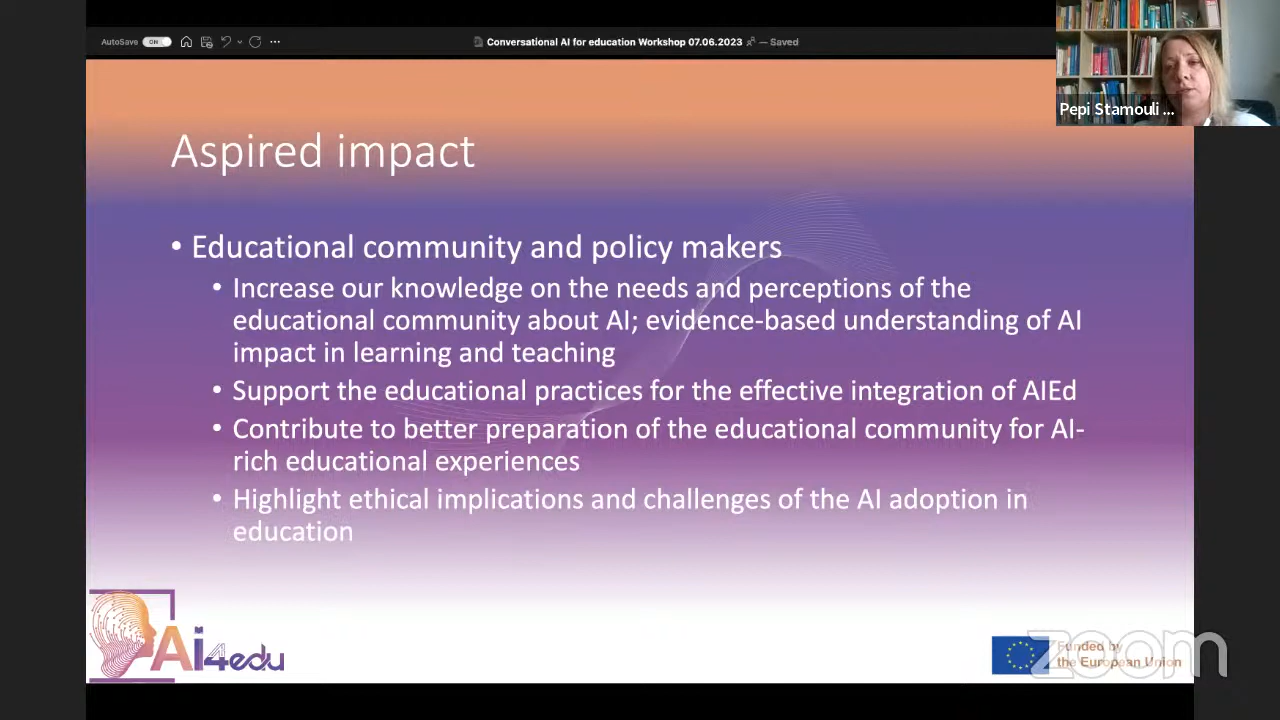 AutoSave ON
Conversational AI for education Workshop 07.06.2023 — Saved
Pepi Stamouli ...
Aspired impact
• Educational community and policy makers
• Increase our knowledge on the needs and perceptions of the
educational community about AI; evidence-based understanding of AI
impact in learning and teaching
• Support the educational practices for the effective integration of AIEd
• Contribute to better preparation of the educational community for AI-
rich educational experiences
• Highlight ethical implications and challenges of the AI adoption in
education
Ai4edu
Funded by
the European Union
zoom